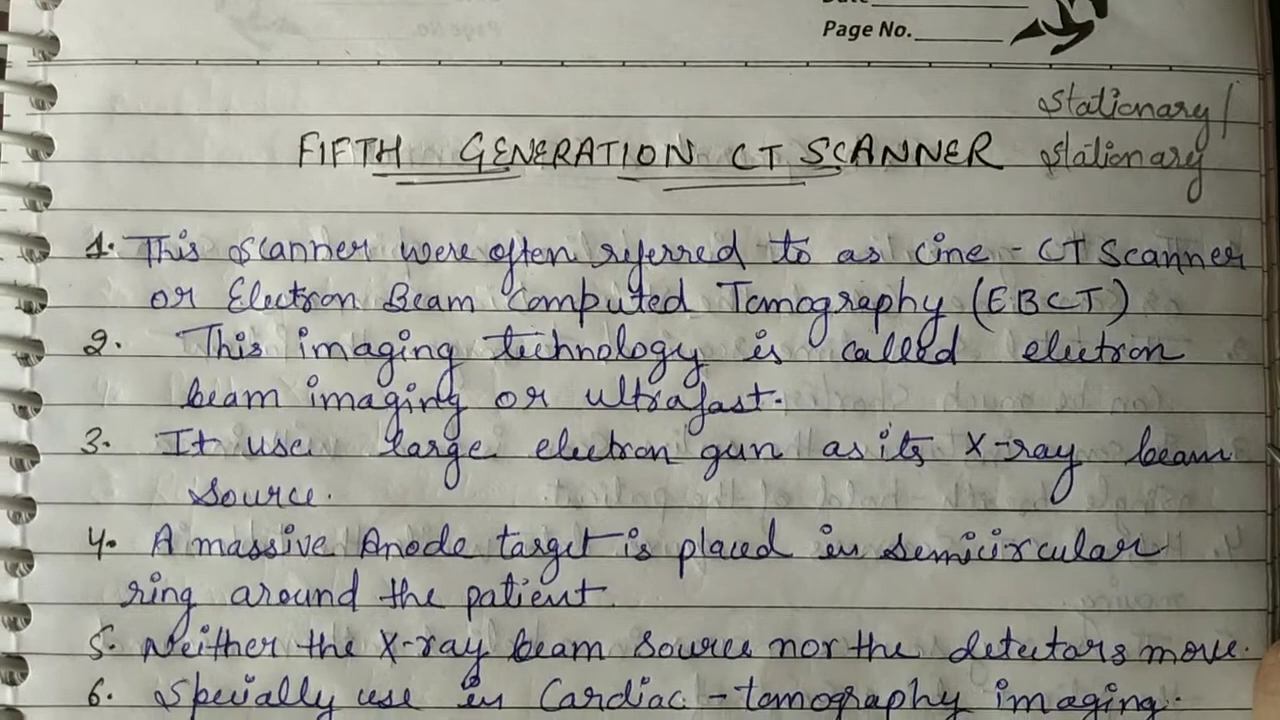 Page No.
Stationary/
FIFTH GENERATION CT SCANNER Stationary
1. This Scanner were often referred to as Cine - CT Scanner
or Electron Beam Computed Tomography (EBCT)
2. This imaging technology is called electron
beam imaging or ultrafast.
3. It use large electron gun as its X-ray beam
Source.
4. A massive Anode target is placed in semicircular
ring around the patient.
5. Neither the X-ray beam source nor the detectors move.
6. Specially use in Cardiac - tomography imaging.